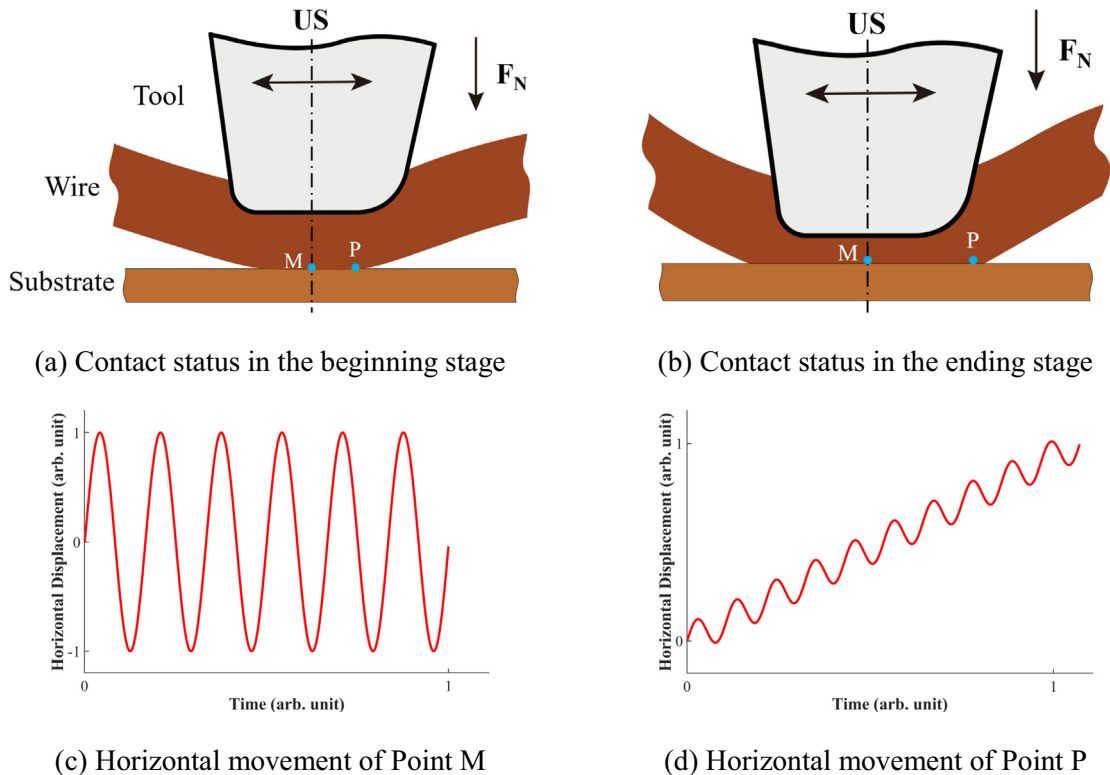 US
US
F_N
F_N
Tool
Wire
M
P
M
P
Substrate
(a) Contact status in the beginning stage
(b) Contact status in the ending stage
Horizontal Displacement (arb. unit)
1
0
-1
0
1
Time (arb. unit)
Horizontal Displacement (arb. unit)
1
0
0
1
Time (arb. unit)
(c) Horizontal movement of Point M
(d) Horizontal movement of Point P